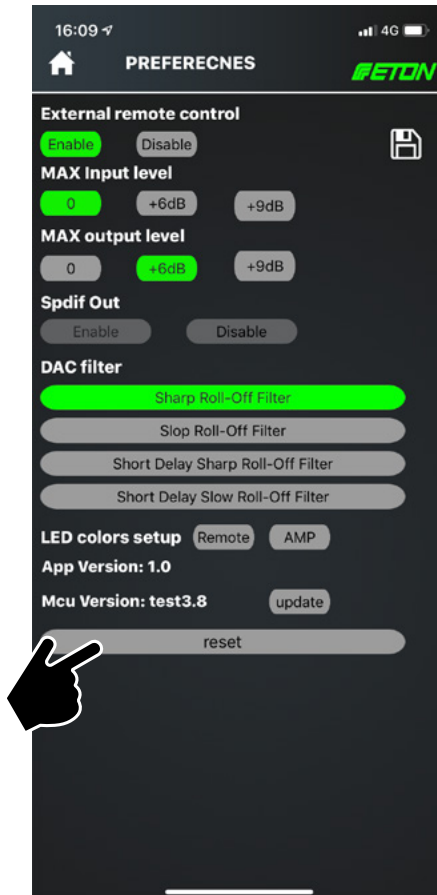 16:09 4G
PREFERECNES ETON
External remote control
Enable Disable
MAX Input level
0 +6dB +9dB
MAX output level
0 +6dB +9dB
Spdif Out
Enable Disable
DAC filter
Sharp Roll-Off Filter
Slop Roll-Off Filter
Short Delay Sharp Roll-Off Filter
Short Delay Slow Roll-Off Filter
LED colors setup Remote AMP
App Version: 1.0
Mcu Version: test3.8 update
reset